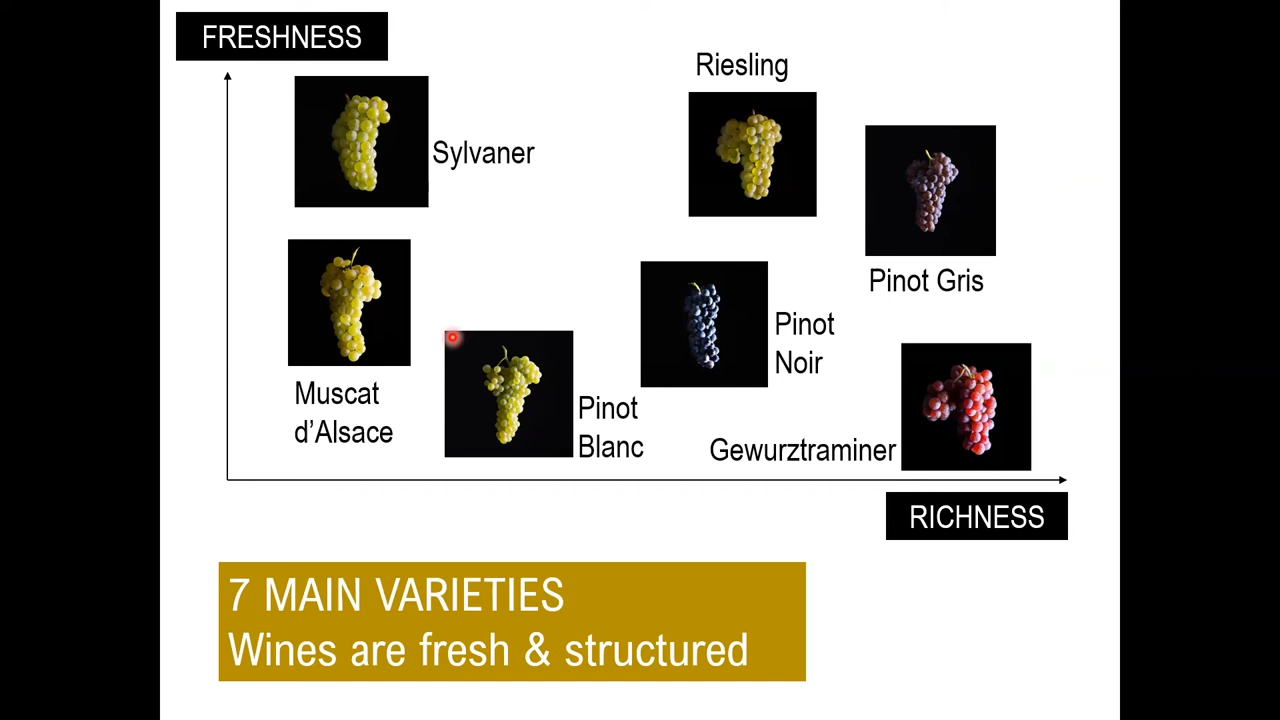 FRESHNESS
Riesling
Sylvaner
Pinot Gris
Pinot
Noir
Muscat
d’Alsace
Pinot
Blanc
Gewurztraminer
RICHNESS
7 MAIN VARIETIES
Wines are fresh & structured